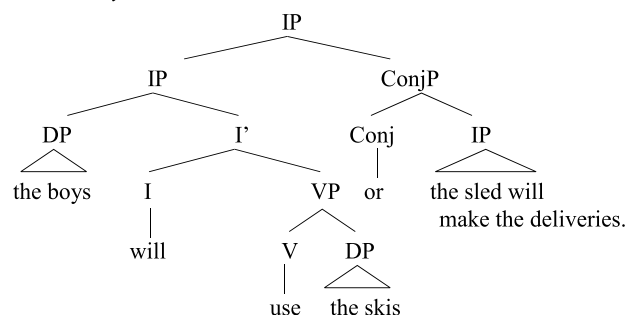 IP
IP ConjP
DP I’ Conj IP
the boys I VP or the sled will
make the deliveries.
will V DP
use the skis